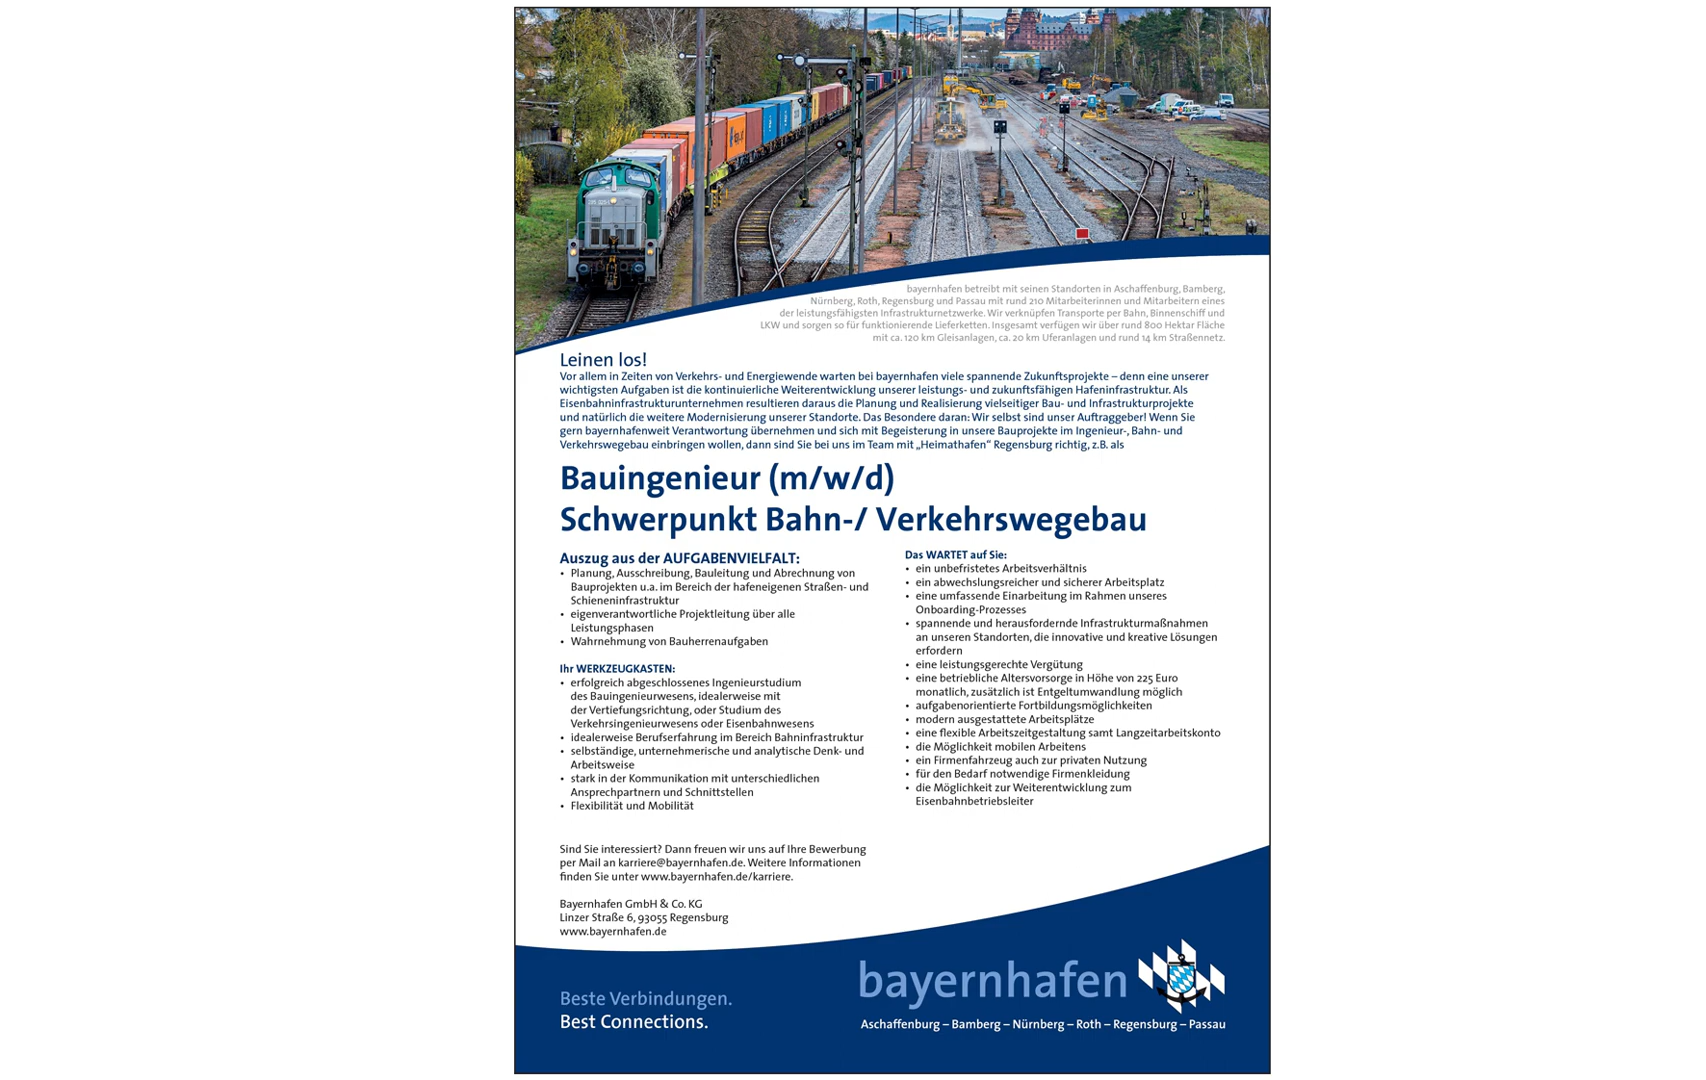 bayernhafen betreibt mit seinen Standorten in Aschaffenburg, Bamberg,
Nürnberg, Roth, Regensburg und Passau mit rund 210 Mitarbeiterinnen und Mitarbeitern eines
der leistungsfähigsten Infrastrukturnetzwerke. Wir verknüpfen Transporte per Bahn, Binnenschiff und
LKW und sorgen so für funktionierende Lieferketten. Insgesamt verfügen wir über rund 800 Hektar Fläche
mit ca. 120 km Gleisanlagen, ca. 20 km Uferanlagen und rund 14 km Straßennetz.
Leinen los!
Vor allem in Zeiten von Verkehrs- und Energiewende warten bei bayernhafen viele spannende Zukunftsprojekte – denn eine unserer
wichtigsten Aufgaben ist die kontinuierliche Weiterentwicklung unserer leistungs- und zukunftsfähigen Hafeninfrastruktur. Als
Eisenbahninfrastrukturunternehmen resultieren daraus die Planung und Realisierung vielseitiger Bau- und Infrastrukturprojekte
und natürlich die weitere Modernisierung unserer Standorte. Das Besondere daran: Wir selbst sind unser Auftraggeber! Wenn Sie
gern bayernhafenweit Verantwortung übernehmen und sich mit Begeisterung in unsere Bauprojekte im Ingenieur-, Bahn- und
Verkehrswegebau einbringen wollen, dann sind Sie bei uns im Team mit „Heimathafen“ Regensburg richtig, z.B. als
Bauingenieur (m/w/d)
Schwerpunkt Bahn-/ Verkehrswegebau
Auszug aus der AUFGABENVIELFALT:
• Planung, Ausschreibung, Bauleitung und Abrechnung von
Bauprojekten u.a. im Bereich der hafeneigenen Straßen- und
Schieneninfrastruktur
• eigenverantwortliche Projektleitung über alle
Leistungsphasen
• Wahrnehmung von Bauherrenaufgaben
Ihr WERKZEUGKASTEN:
• erfolgreich abgeschlossenes Ingenieurstudium
des Bauingenieurwesens, idealerweise mit
der Vertiefungsrichtung, oder Studium des
Verkehrsingenieurwesens oder Eisenbahnwesens
• idealerweise Berufserfahrung im Bereich Bahninfrastruktur
• selbständige, unternehmerische und analytische Denk- und
Arbeitsweise
• stark in der Kommunikation mit unterschiedlichen
Ansprechpartnern und Schnittstellen
• Flexibilität und Mobilität
Das WARTET auf Sie:
• ein unbefristetes Arbeitsverhältnis
• ein abwechslungsreicher und sicherer Arbeitsplatz
• eine umfassende Einarbeitung im Rahmen unseres
Onboarding-Prozesses
• spannende und herausfordernde Infrastrukturmaßnahmen
an unseren Standorten, die innovative und kreative Lösungen
erfordern
• eine leistungsgerechte Vergütung
• eine betriebliche Altersvorsorge in Höhe von 225 Euro
monatlich, zusätzlich ist Entgeltumwandlung möglich
• aufgabenorientierte Fortbildungsmöglichkeiten
• modern ausgestattete Arbeitsplätze
• eine flexible Arbeitszeitgestaltung samt Langzeitarbeitskonto
• die Möglichkeit mobilen Arbeitens
• ein Firmenfahrzeug auch zur privaten Nutzung
• für den Bedarf notwendige Firmenkleidung
• die Möglichkeit zur Weiterentwicklung zum
Eisenbahnbetriebsleiter
Sind Sie interessiert? Dann freuen wir uns auf Ihre Bewerbung
per Mail an karriere@bayernhafen.de. Weitere Informationen
finden Sie unter www.bayernhafen.de/karriere.
Bayernhafen GmbH & Co. KG
Linzer Straße 6, 93055 Regensburg
www.bayernhafen.de
Beste Verbindungen.
Best Connections.
bayernhafen
Aschaffenburg – Bamberg – Nürnberg – Roth – Regensburg – Passau